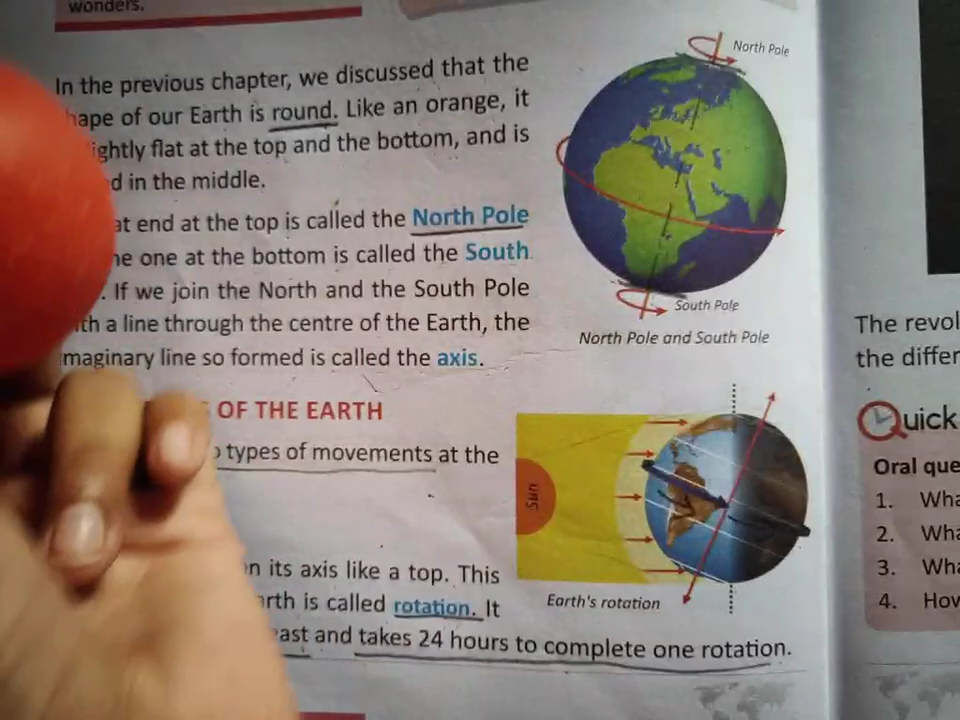 wonders.
In the previous chapter, we discussed that the
ape of our Earth is round. Like an orange, it
ightly flat at the top and the bottom, and is
d in the middle.
at end at the top is called the North Pole
ne one at the bottom is called the South
. If we join the North and the South Pole
th a line through the centre of the Earth, the
maginary line so formed is called the axis.
OF THE EARTH
types of movements at the
n its axis like a top. This
arth is called rotation. It
ast and takes 24 hours to complete one rotation.
North Pole
South Pole
North Pole and South Pole
Sun
Earth's rotation
The revol
the differ
Quick
Oral que
1. Wha
2. Wha
3. Wha
4. How